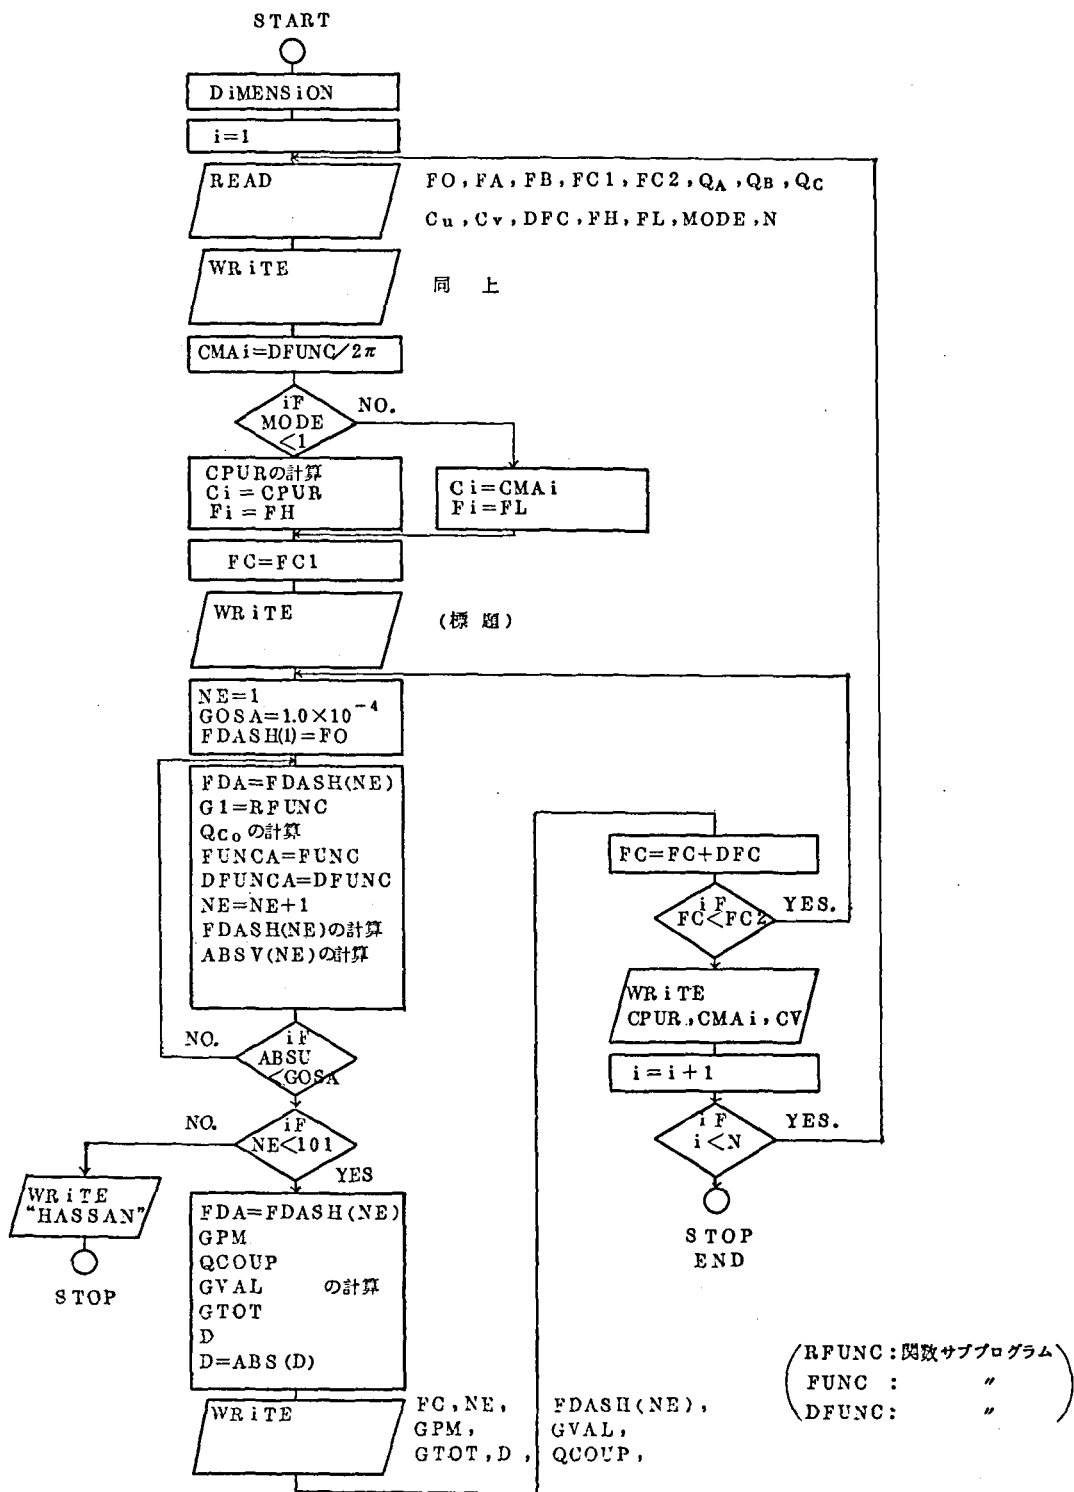 START
DiMENSiON
i=1
READ
FO,FA,FB,FC1,FC2,QA,QB,QC
Cu,Cv,DFC,FH,FL,MODE,N
WRiTE
同 上
CMAi=DFUNC/2π
iF
MODE
<1
NO.
CPURの計算
Ci=CPUR
Fi=FH
Ci=CMAi
Fi=FL
FC=FC1
WRiTE
(標 題)
NE=1
GOSA=1.0×10⁻⁴
FDASH(1)=FO
FDA=FDASH(NE)
G1=RFUNC
Qcoの計算
FUNCA=FUNC
DFUNCA=DFUNC
NE=NE+1
FDASH(NE)の計算
ABSV(NE)の計算
NO.
iF
ABSU
<GOSA
NO.
iF
NE<101
YES
WRiTE
“HASSAN”
STOP
FDA=FDASH(NE)
GPM
QCOUP
GVAL の計算
GTOT
D
D=ABS(D)
WRiTE
FC,NE, FDASH(NE),
GPM, GVAL,
GTOT,D, QCOUP,
FC=FC+DFC
iF
FC<FC2
YES.
WRiTE
CPUR,CMAi,CV
i=i+1
iF
i<N
YES.
STOP
END
RFUNC:関数サブプログラム
FUNC : 〃
DFUNC: 〃